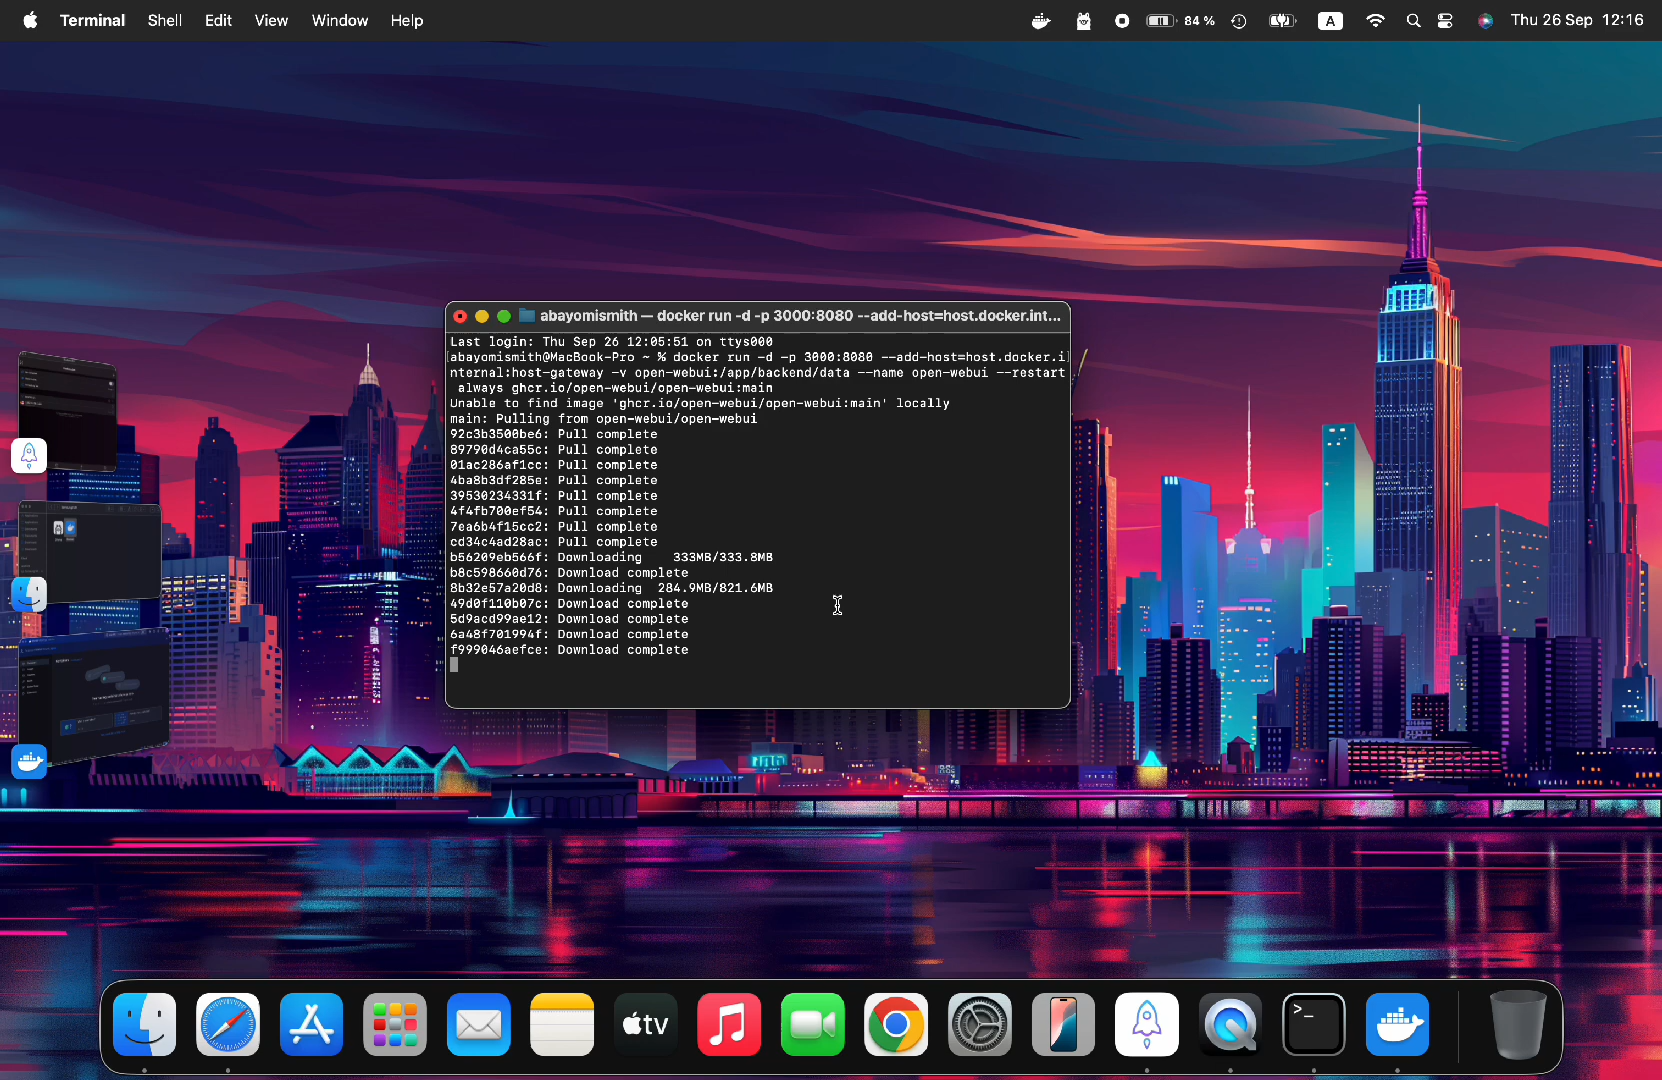 Terminal Shell Edit View Window Help 84 % A Thu 26 Sep 12:16
abayomismith — docker run -d -p 3000:8080 --add-host=host.docker.int...
Last login: Thu Sep 26 12:05:51 on ttys000
[abayomismith@MacBook-Pro ~ % docker run -d -p 3000:8080 --add-host=host.docker.i]
nternal:host-gateway -v open-webui:/app/backend/data --name open-webui --restart
always ghcr.io/open-webui/open-webui:main
Unable to find image 'ghcr.io/open-webui/open-webui:main' locally
main: Pulling from open-webui/open-webui
92c3b3500be6: Pull complete
89790d4ca55c: Pull complete
01ac286af1cc: Pull complete
4ba8b3df285e: Pull complete
39530234331f: Pull complete
4f4fb700ef54: Pull complete
7ea6b4f15cc2: Pull complete
cd34c4ad28ac: Pull complete
b56209eb566f: Downloading 333MB/333.8MB
b8c598660d76: Download complete
8b32e57a20d8: Downloading 284.9MB/821.6MB
49d0f110b07c: Download complete
5d9acd99ae12: Download complete
6a48f701994f: Download complete
f999046aefce: Download complete
tv
>_